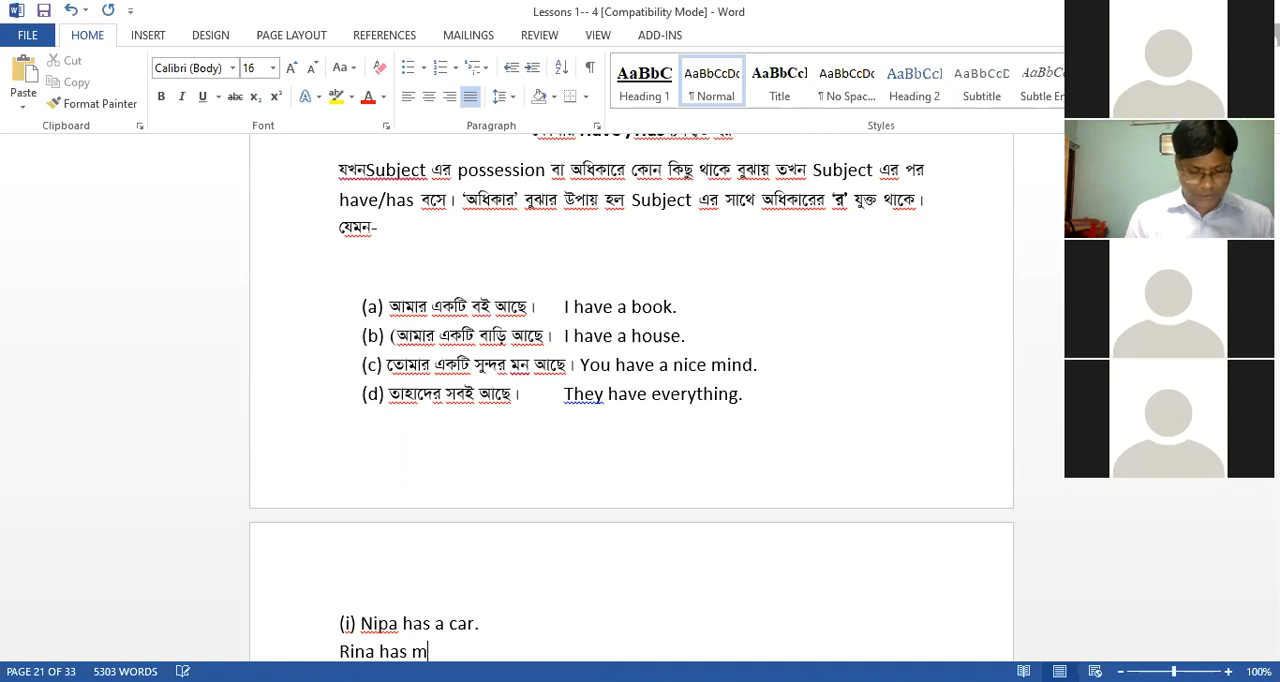 Lessons 1-- 4 [Compatibility Mode] - Word
FILE HOME INSERT DESIGN PAGE LAYOUT REFERENCES MAILINGS REVIEW VIEW ADD-INS
Cut
Copy
Format Painter
Paste
Calibri (Body) 16
AaBbC AaBbCcDc AaBbCc] AaBbCcDc AaBbCc] AaBbCcD AaBbCcDc
Heading 1 ¶ Normal Title ¶ No Spac... Heading 2 Subtitle Subtle En
Clipboard Font Paragraph Styles
যখনSubject এর possession বা অধিকারে কোন কিছু থাকে বুঝায় তখন Subject এর পর
have/has বসে। ‘অধিকার’ বুঝার উপায় হল Subject এর সাথে অধিকারের ‘র’ যুক্ত থাকে।
যেমন-
(a) আমার একটি বই আছে। I have a book.
(b) (আমার একটি বাড়ি আছে। I have a house.
(c) তোমার একটি সুন্দর মন আছে। You have a nice mind.
(d) তাহাদের সবই আছে। They have everything.
(i) Nipa has a car.
Rina has m
PAGE 21 OF 33 5303 WORDS 100%